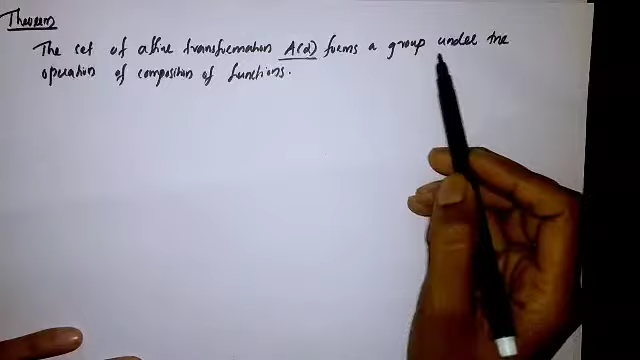 Theorem
The set of affine transformation A(2) forms a group under the
operation of composition of functions.